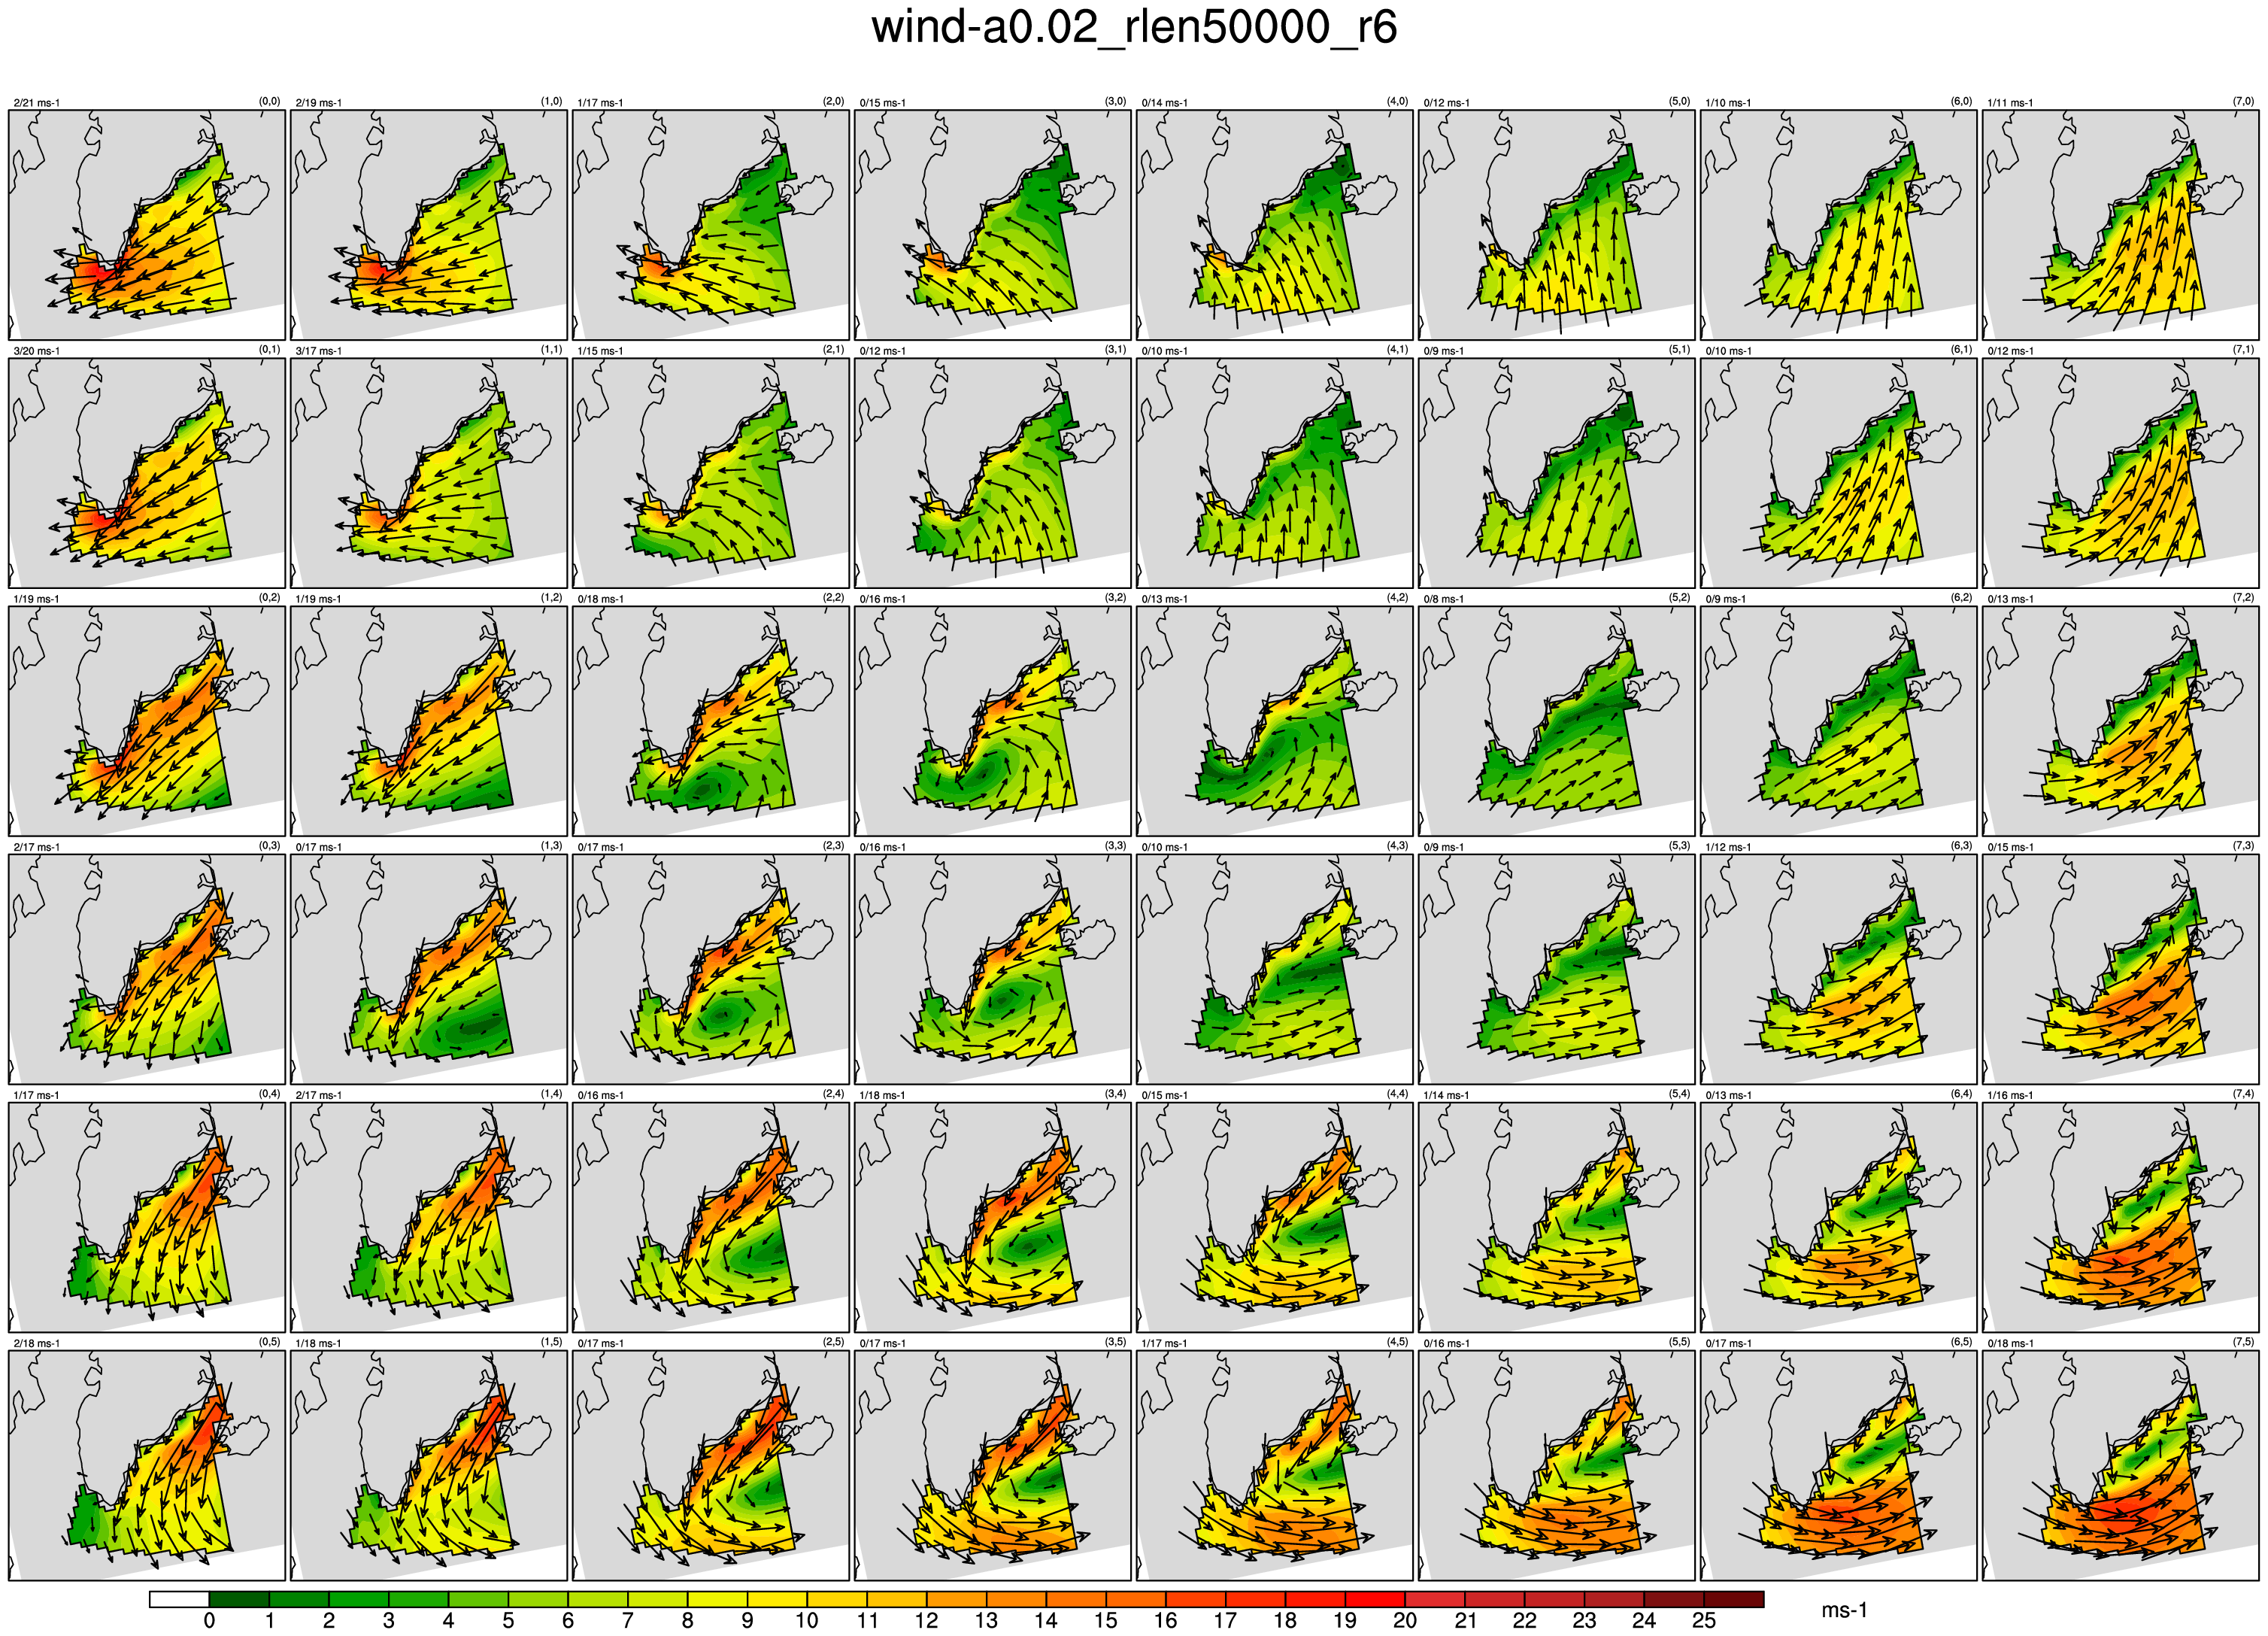 wind-a0.02_rlen50000_r6
2/21 ms-1 (0,0) 2/19 ms-1 (1,0) 1/17 ms-1 (2,0) 0/15 ms-1 (3,0) 0/14 ms-1 (4,0) 0/12 ms-1 (5,0) 1/10 ms-1 (6,0) 1/11 ms-1 (7,0)
3/20 ms-1 (0,1) 3/17 ms-1 (1,1) 1/15 ms-1 (2,1) 0/12 ms-1 (3,1) 0/10 ms-1 (4,1) 0/9 ms-1 (5,1) 0/10 ms-1 (6,1) 0/12 ms-1 (7,1)
1/19 ms-1 (0,2) 1/19 ms-1 (1,2) 0/18 ms-1 (2,2) 0/16 ms-1 (3,2) 0/13 ms-1 (4,2) 0/8 ms-1 (5,2) 0/9 ms-1 (6,2) 0/13 ms-1 (7,2)
2/17 ms-1 (0,3) 0/17 ms-1 (1,3) 0/17 ms-1 (2,3) 0/16 ms-1 (3,3) 0/10 ms-1 (4,3) 0/9 ms-1 (5,3) 1/12 ms-1 (6,3) 0/15 ms-1 (7,3)
1/17 ms-1 (0,4) 2/17 ms-1 (1,4) 0/16 ms-1 (2,4) 1/18 ms-1 (3,4) 0/15 ms-1 (4,4) 1/14 ms-1 (5,4) 0/13 ms-1 (6,4) 1/16 ms-1 (7,4)
2/18 ms-1 (0,5) 1/18 ms-1 (1,5) 0/17 ms-1 (2,5) 0/17 ms-1 (3,5) 1/17 ms-1 (4,5) 0/16 ms-1 (5,5) 0/17 ms-1 (6,5) 0/18 ms-1 (7,5)
0 1 2 3 4 5 6 7 8 9 10 11 12 13 14 15 16 17 18 19 20 21 22 23 24 25 ms-1